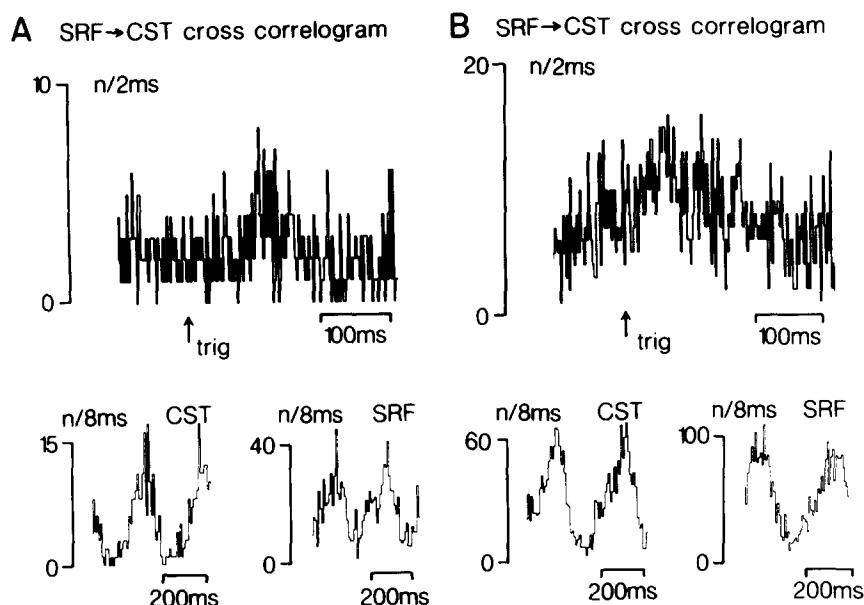 A SRF→CST cross correlogram
10
n/2ms
0
↑ trig
100ms
n/8ms CST
15
0
200ms
n/8ms SRF
40
0
200ms
B SRF→CST cross correlogram
20
n/2ms
0
↑ trig
100ms
n/8ms CST
60
0
200ms
n/8ms SRF
100
0
200ms